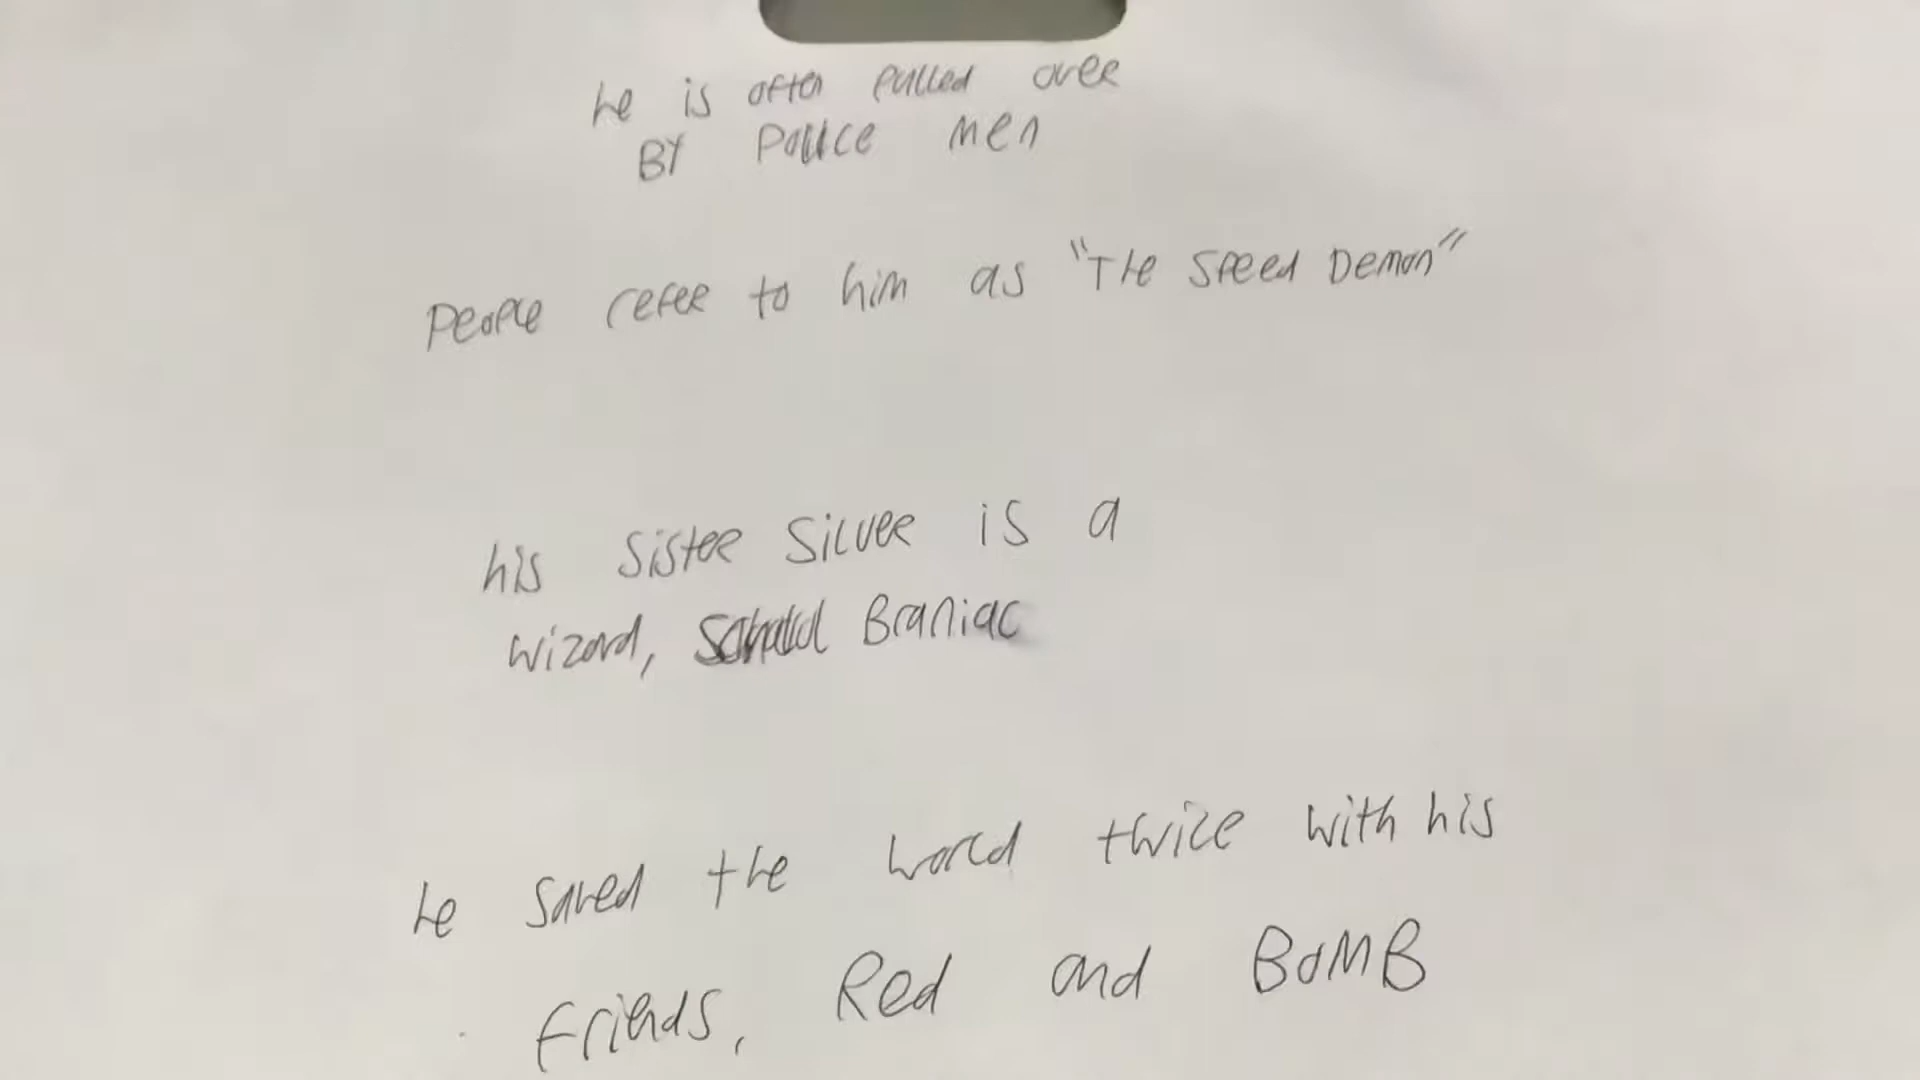 he is often pulled over
BY Police men
People refer to him as "The Speed Demon"
his Sister Silver is a
wizard, Braniac
he saved the world twice with his
friends, Red and BOMB